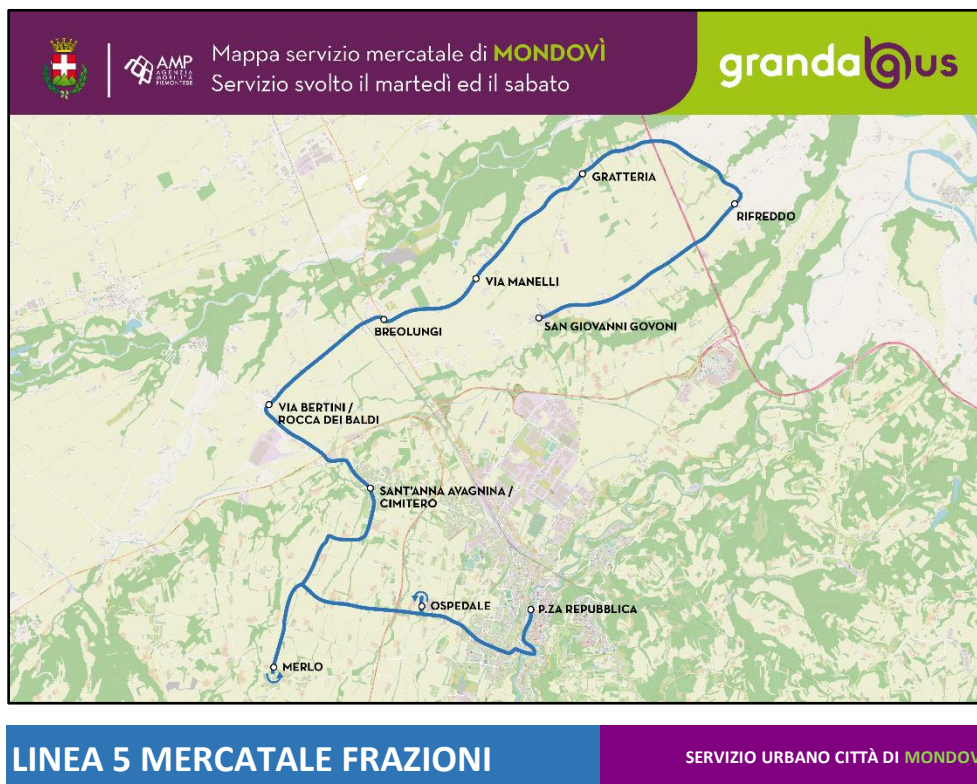 AMP
AGENZIA
MOBILITÀ
PIEMONTESE
Mappa servizio mercatale di MONDOVÌ
Servizio svolto il martedì ed il sabato
grandabus
GRATTERIA
RIFREDDO
VIA MANELLI
SAN GIOVANNI GOVONI
BREOLUNGI
VIA BERTINI /
ROCCA DEI BALDI
SANT'ANNA AVAGNINA /
CIMITERO
OSPEDALE
P.ZA REPUBBLICA
MERLO
LINEA 5 MERCATALE FRAZIONI
SERVIZIO URBANO CITTÀ DI MONDOV